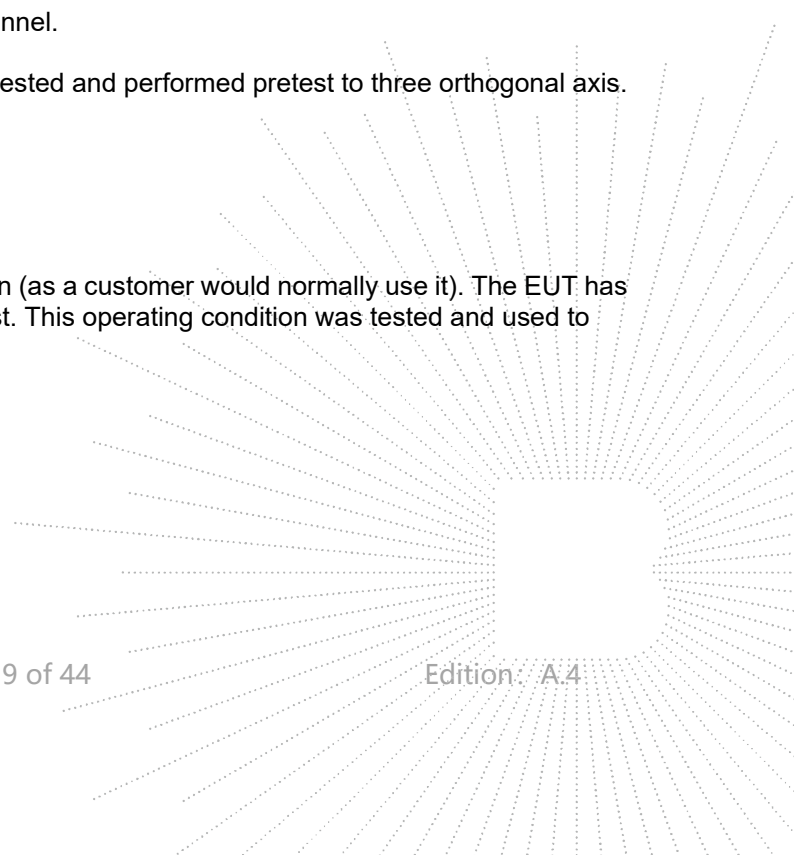 nnel.
ested and performed pretest to three orthogonal axis.
n (as a customer would normally use it). The EUT has
st. This operating condition was tested and used to
9 of 44 Edition: A.4